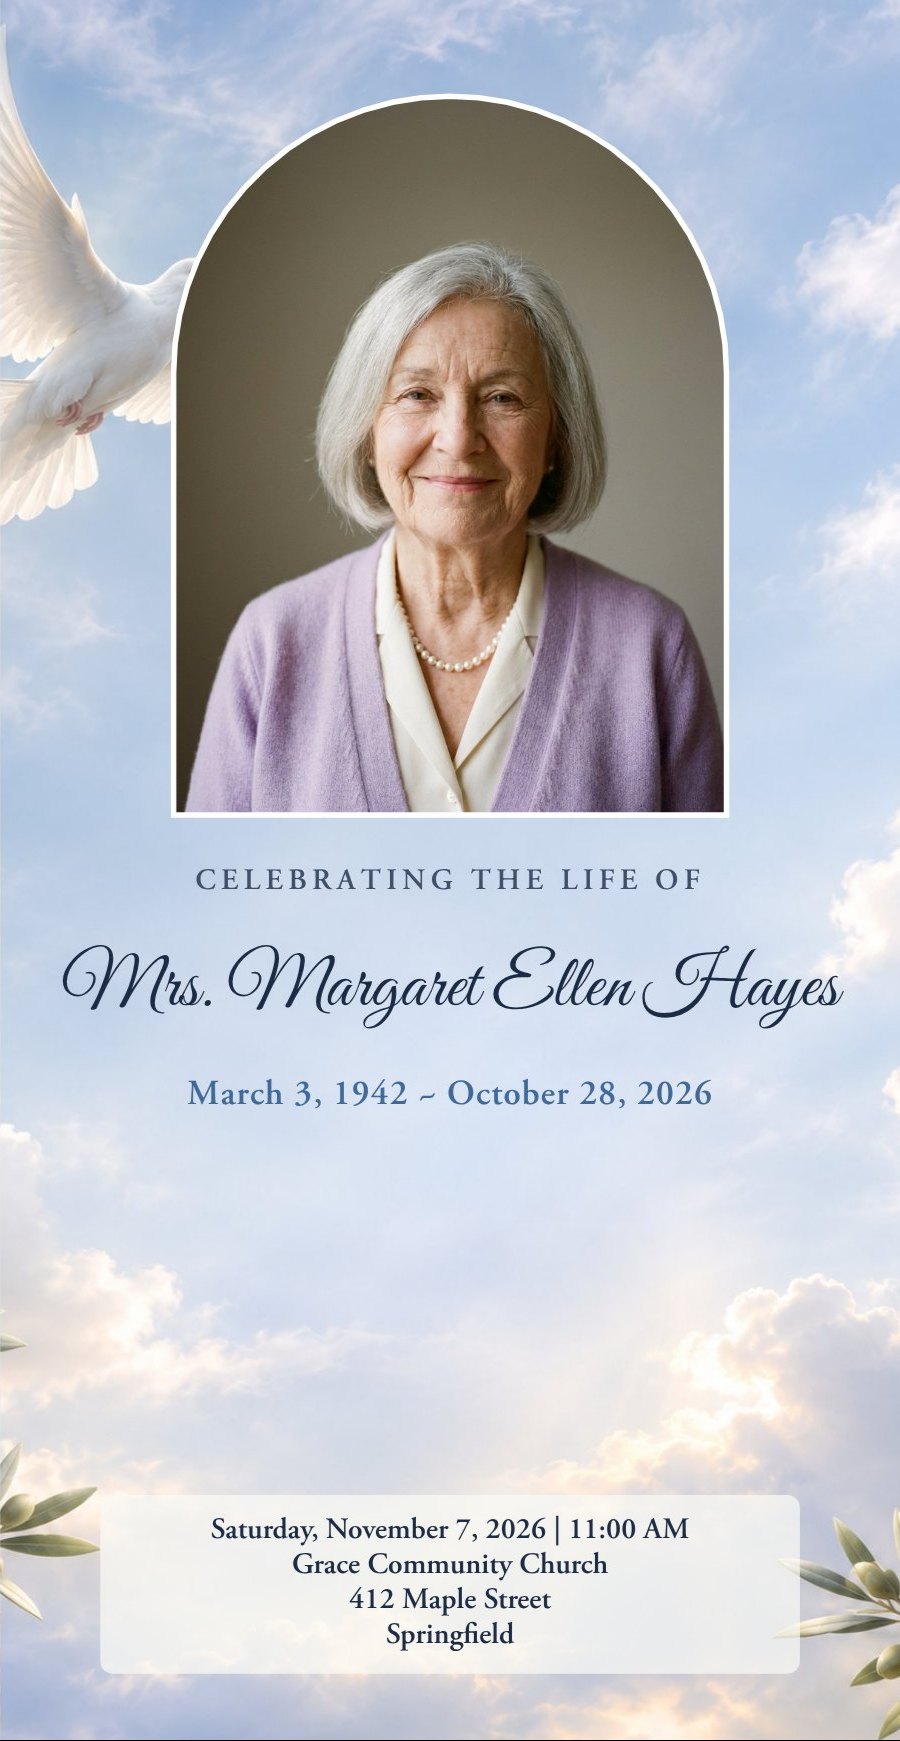 CELEBRATING THE LIFE OF
Mrs. Margaret Ellen Hayes
March 3, 1942 ~ October 28, 2026
Saturday, November 7, 2026 | 11:00 AM
Grace Community Church
412 Maple Street
Springfield